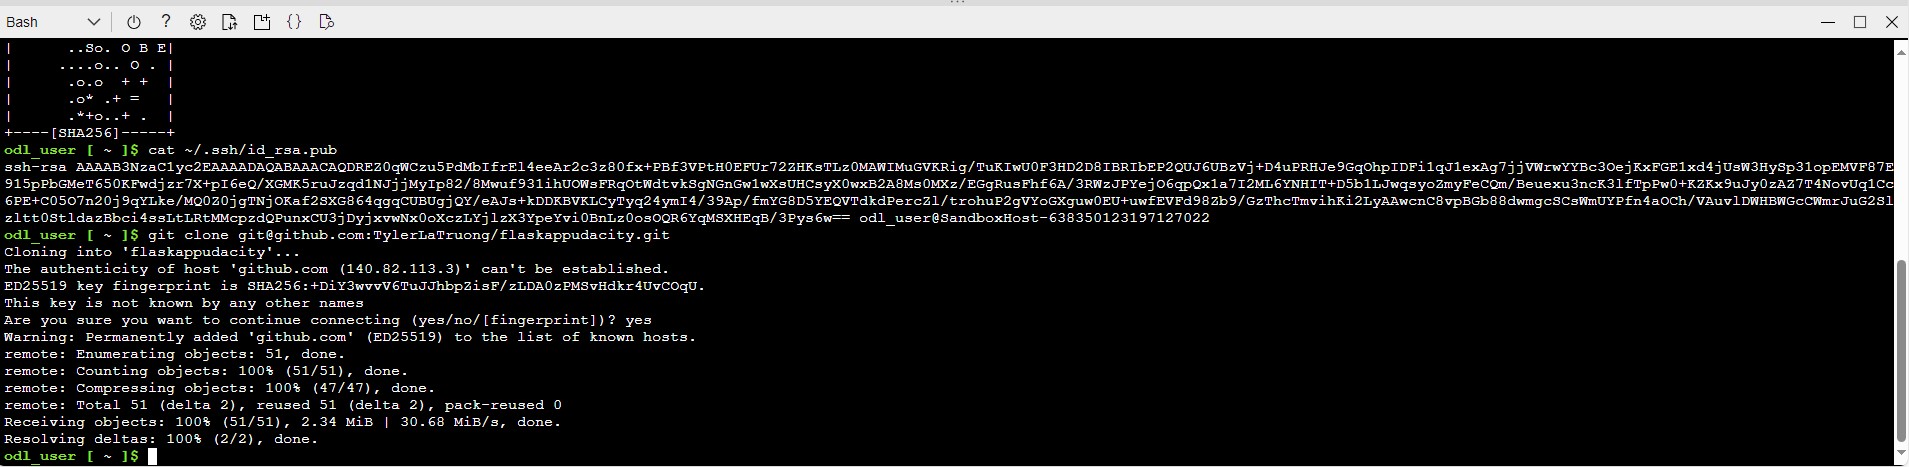 Bash
|      ..So. O B E|
|     ....o.. O . |
|      .o.o  + +  |
|      .o* .+ =   |
|      .*+o..+ .  |
+----[SHA256]-----+
odl_user [ ~ ]$ cat ~/.ssh/id_rsa.pub
ssh-rsa AAAAB3NzaC1yc2EAAAADAQABAAACAQDREZ0qWCzu5PdMbIfrEl4eeAr2c3z80fx+PBf3VPtH0EFUr72ZHKsTLz0MAWIMuGVKRig/TuKIwU0F3HD2D8IBRIbEP2QUJ6UBzVj+D4uPRHJe9GqOhpIDFi1qJ1exAg7jjVWrwYYBc3OejKxFGE1xd4jUsW3HySp31opEMVF87E
915pPbGMeT650KFwdjzr7X+pI6eQ/XGMK5ruJzqd1NJjjMyIp82/8Mwuf931ihUOWsFRqOtWdtvkSgNGnGw1wXsUHCsyX0wxB2A8Ms0MXz/EGgRusFhf6A/3RWzJPYejO6qpQx1a7I2ML6YNHIT+D5b1LJwqsyoZmyFeCQm/Beuexu3ncK3lfTpPw0+KZKx9uJy0zAZ7T4NovUq1Cc
6PE+C05O7n20j9qYLke/MQ0Z0jgTNjOKaf2SXG864qgqCUBUgjQY/eAJs+kDDKBVKLCyTyq24ymI4/39Ap/fmYG8D5YEQVTdkdPercZl/trohuP2gVYoGXguw0EU+uwfEVFd98Zb9/GzThcTmvihKi2LyAAwcnC8vpBGb88dwmgcSCsWmUYPfn4aOCh/VAuvlDWHBWGcCWmrJuG2Sl
zltt0StldazBbci4ssLtLRtMMcpzdQPunxCU3jDyjxvwNx0oXczLYjlzX3YpeYvi0BnLz0osOQR6YqMSXHEqB/3Pys6w== odl_user@SandboxHost-638350123197127022
odl_user [ ~ ]$ git clone git@github.com:TylerLaTruong/flaskappudacity.git
Cloning into 'flaskappudacity'...
The authenticity of host 'github.com (140.82.113.3)' can't be established.
ED25519 key fingerprint is SHA256:+DiY3wvvV6TuJJhbpZisF/zLDA0zPMSvHdkr4UvCOqU.
This key is not known by any other names
Are you sure you want to continue connecting (yes/no/[fingerprint])? yes
Warning: Permanently added 'github.com' (ED25519) to the list of known hosts.
remote: Enumerating objects: 51, done.
remote: Counting objects: 100% (51/51), done.
remote: Compressing objects: 100% (47/47), done.
remote: Total 51 (delta 2), reused 51 (delta 2), pack-reused 0
Receiving objects: 100% (51/51), 2.34 MiB | 30.68 MiB/s, done.
Resolving deltas: 100% (2/2), done.
odl_user [ ~ ]$